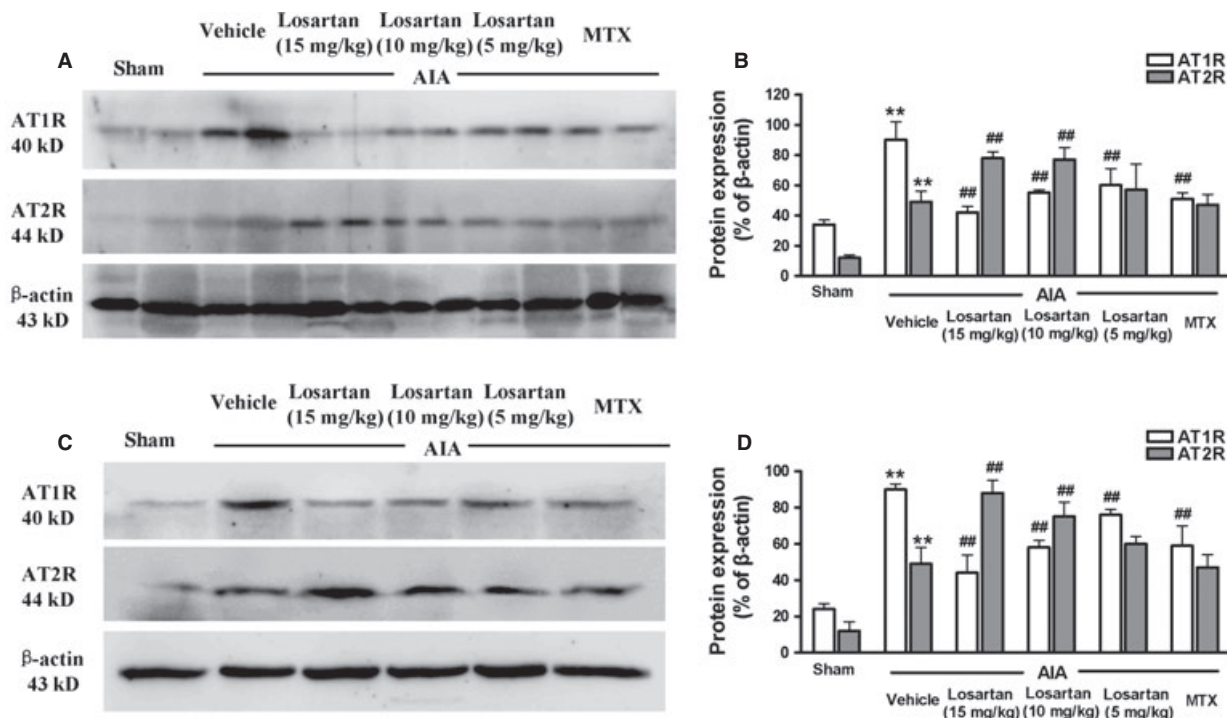 A
Sham
Vehicle
Losartan
(15 mg/kg)
Losartan
(10 mg/kg)
Losartan
(5 mg/kg)
MTX
AIA
AT1R
40 kD
AT2R
44 kD
β-actin
43 kD
B
AT1R
AT2R
Protein expression
(% of β-actin)
120
100
80
60
40
20
0
**
**
##
##
##
##
##
##
Sham
AIA
Vehicle
Losartan
(15 mg/kg)
Losartan
(10 mg/kg)
Losartan
(5 mg/kg)
MTX
C
Sham
Vehicle
Losartan
(15 mg/kg)
Losartan
(10 mg/kg)
Losartan
(5 mg/kg)
MTX
AIA
AT1R
40 kD
AT2R
44 kD
β-actin
43 kD
D
AT1R
AT2R
Protein expression
(% of β-actin)
120
100
80
60
40
20
0
**
**
##
##
##
##
##
##
Sham
AIA
Vehicle
Losartan
(15 mg/kg)
Losartan
(10 mg/kg)
Losartan
(5 mg/kg)
MTX